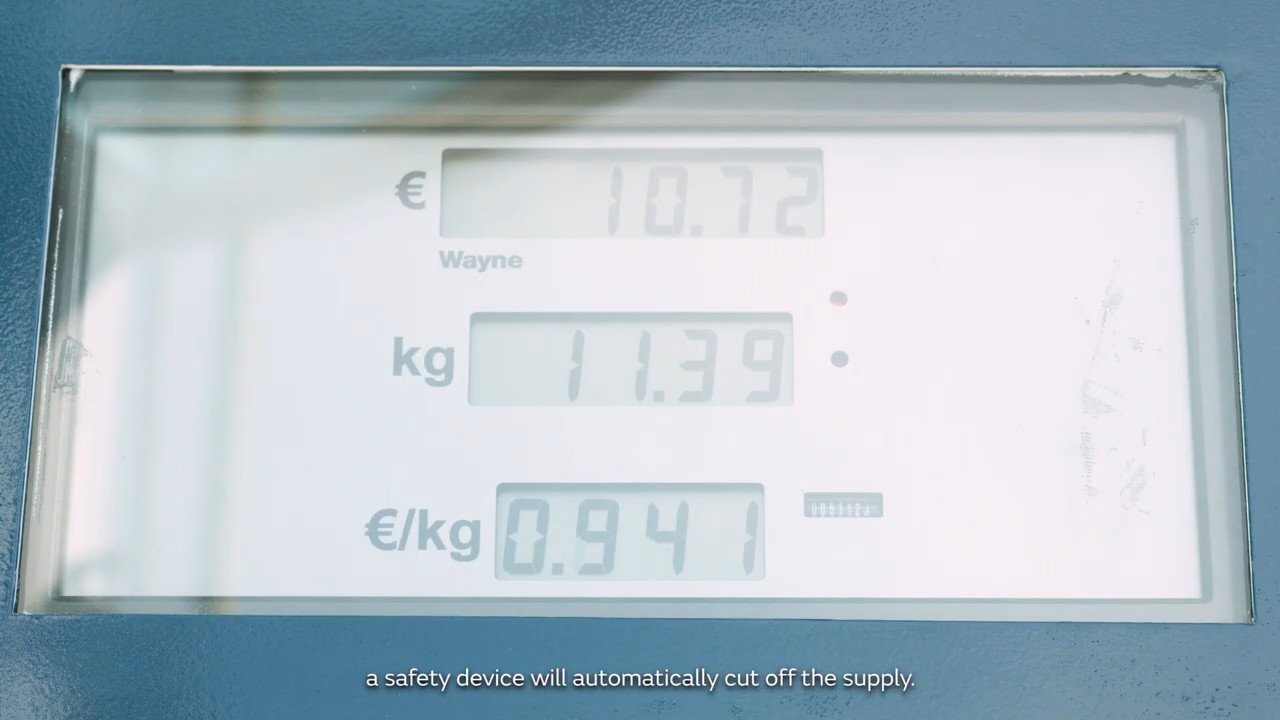 € 10.72
Wayne
kg 11.39
€/kg 0.941
a safety device will automatically cut off the supply.